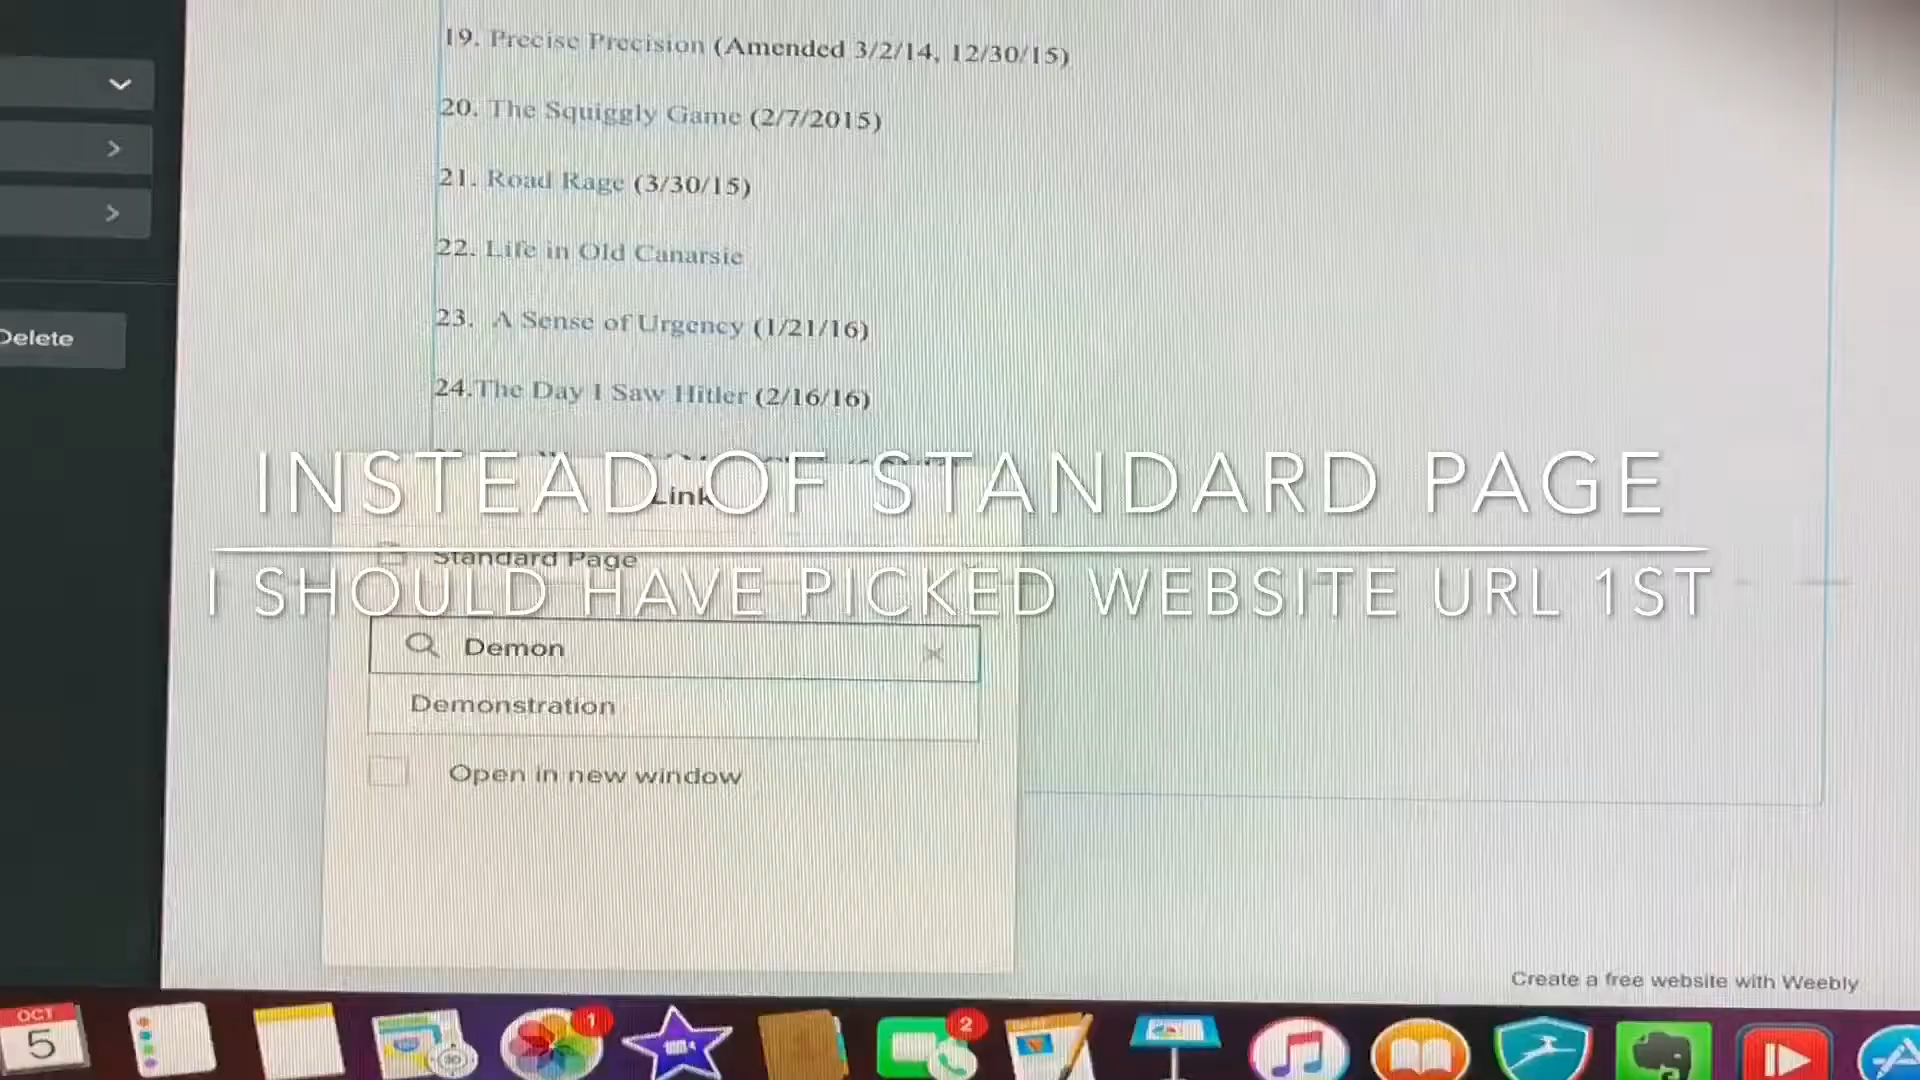 19. Precise Precision (Amended 3/2/14, 12/30/15)
20. The Squiggly Game (2/7/2015)
21. Road Rage (3/30/15)
22. Life in Old Canarsie
Delete
23. A Sense of Urgency (1/21/16)
24.The Day I Saw Hitler (2/16/16)
INSTEAD OF STANDARD PAGE
Link
Standard Page
I SHOULD HAVE PICKED WEBSITE URL 1ST
Demon
Demonstration
Open in new window
Create a free website with Weebly
OCT
5
1
2